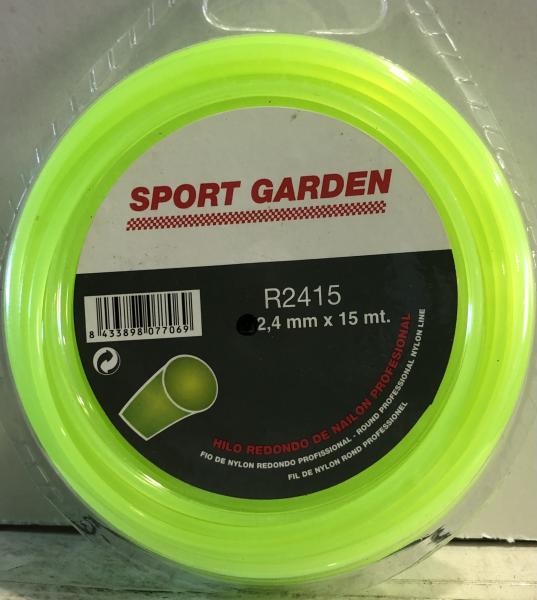 SPORT GARDEN
R2415
2,4 mm x 15 mt.
8 433898 077069
HILO REDONDO DE NAILON PROFESIONAL
FIO DE NYLON REDONDO PROFISSIONAL - ROUND PROFESSIONAL NYLON LINE
FIL DE NYLON ROND PROFESSIONEL